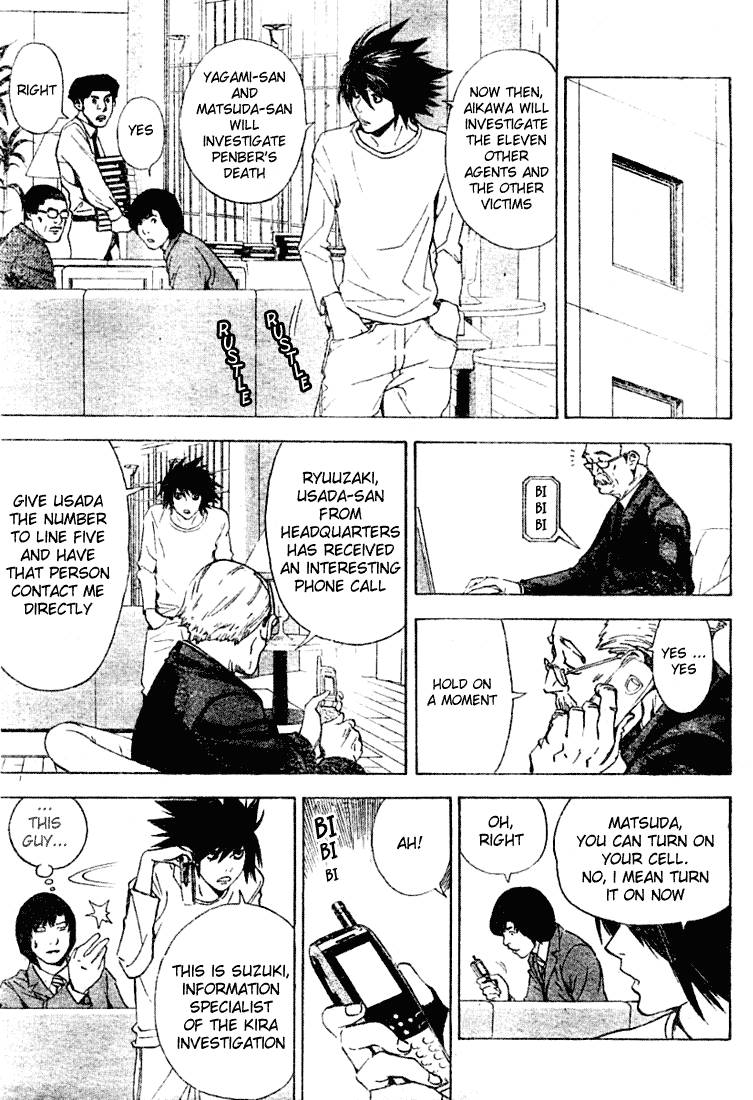 NOW THEN,
AIKAWA WILL
INVESTIGATE
THE ELEVEN
OTHER
AGENTS AND
THE OTHER
VICTIMS
YAGAMI-SAN
AND
MATSUDA-SAN
WILL
INVESTIGATE
PENBER'S
DEATH
YES
RIGHT
RUSTLE
RUSTLE
BI
BI
BI
YES ...
YES
HOLD ON
A MOMENT
RYUUZAKI,
USADA-SAN
FROM
HEADQUARTERS
HAS RECEIVED
AN INTERESTING
PHONE CALL
GIVE USADA
THE NUMBER
TO LINE FIVE
AND HAVE
THAT PERSON
CONTACT ME
DIRECTLY
MATSUDA,
YOU CAN TURN ON
YOUR CELL.
NO, I MEAN TURN
IT ON NOW
OH,
RIGHT
AH!
BI
BI
BI
THIS IS SUZUKI,
INFORMATION
SPECIALIST
OF THE KIRA
INVESTIGATION
...
THIS
GUY...